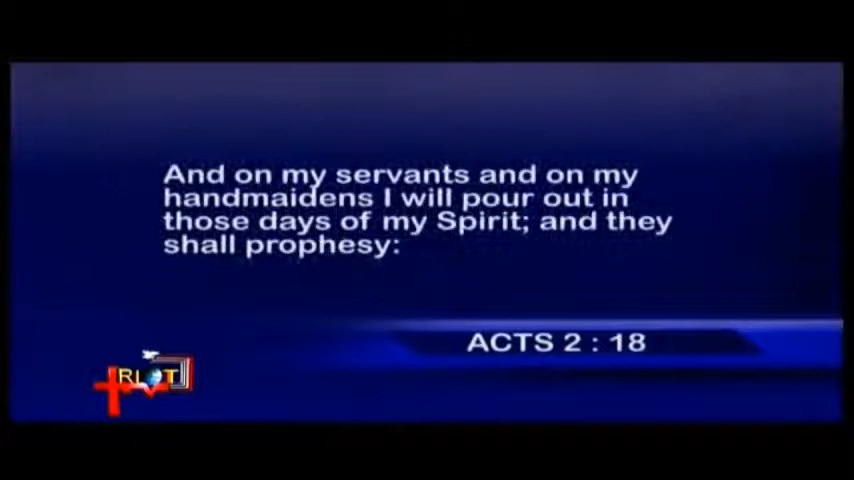 And on my servants and on my
handmaidens I will pour out in
those days of my Spirit; and they
shall prophesy:
ACTS 2 : 18
RIOT